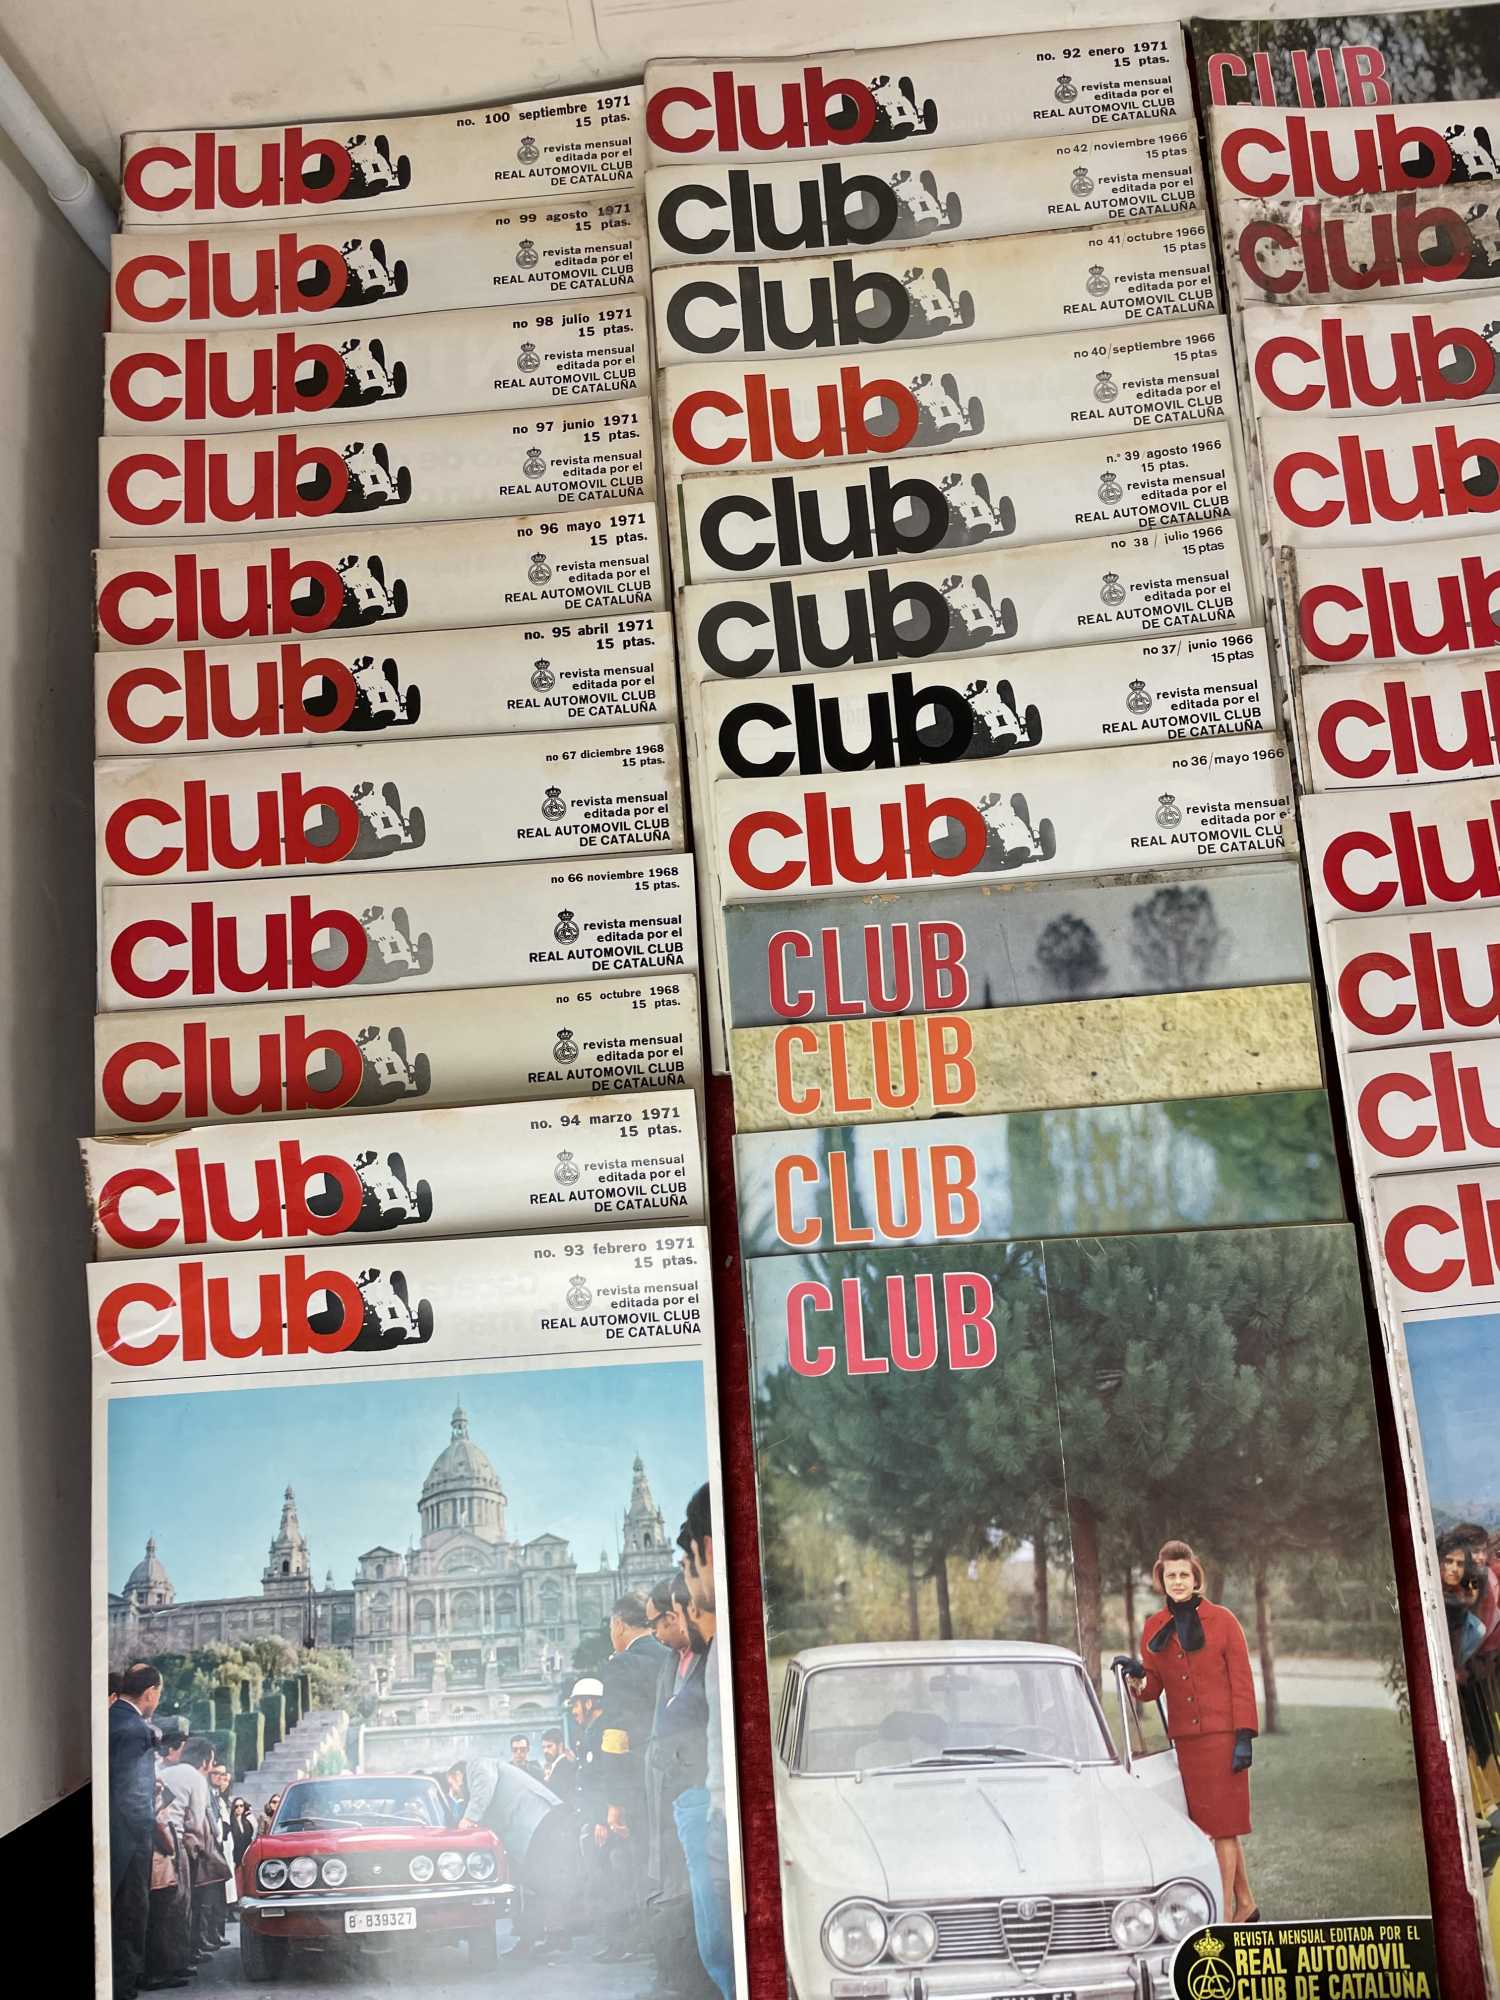 no. 100 septiembre 1971
15 ptas.
club
revista mensual
editada por el
REAL AUTOMOVIL CLUB
DE CATALUÑA
no 99 agosto 1971
15 ptas.
club
revista mensual
editada por el
REAL AUTOMOVIL CLUB
DE CATALUÑA
no 98 julio 1971
15 ptas.
club
revista mensual
editada por el
REAL AUTOMOVIL CLUB
DE CATALUÑA
no 97 junio 1971
15 ptas.
club
revista mensual
editada por el
REAL AUTOMOVIL CLUB
DE CATALUÑA
no 96 mayo 1971
15 ptas.
club
revista mensual
editada por el
REAL AUTOMOVIL CLUB
DE CATALUÑA
no. 95 abril 1971
15 ptas.
club
revista mensual
editada por el
REAL AUTOMOVIL CLUB
DE CATALUÑA
no 67 diciembre 1968
15 ptas.
club
revista mensual
editada por el
REAL AUTOMOVIL CLUB
DE CATALUÑA
no 66 noviembre 1968
15 ptas.
club
revista mensual
editada por el
REAL AUTOMOVIL CLUB
DE CATALUÑA
no 65 octubre 1968
15 ptas.
club
revista mensual
editada por el
REAL AUTOMOVIL CLUB
DE CATALUÑA
no. 94 marzo 1971
15 ptas.
club
revista mensual
editada por el
REAL AUTOMOVIL CLUB
DE CATALUÑA
no. 93 febrero 1971
15 ptas.
club
revista mensual
editada por el
REAL AUTOMOVIL CLUB
DE CATALUÑA
B-839327
no. 92 enero 1971
15 ptas.
club
revista mensual
editada por el
REAL AUTOMOVIL CLUB
DE CATALUÑA
no 42/noviembre 1966
15 ptas
club
revista mensual
editada por el
REAL AUTOMOVIL CLUB
DE CATALUÑA
no 41/octubre 1966
15 ptas
club
revista mensual
editada por el
REAL AUTOMOVIL CLUB
DE CATALUÑA
no 40/septiembre 1966
15 ptas
club
revista mensual
editada por el
REAL AUTOMOVIL CLUB
DE CATALUÑA
n.º 39/agosto 1966
15 ptas.
club
revista mensual
editada por el
REAL AUTOMOVIL CLUB
DE CATALUÑA
no 38 / julio 1966
15 ptas
club
revista mensual
editada por el
REAL AUTOMOVIL CLUB
DE CATALUÑA
no 37/ junio 1966
15 ptas
club
revista mensual
editada por el
REAL AUTOMOVIL CLUB
DE CATALUÑA
no 36/mayo 1966
club
revista mensual
editada por e
REAL AUTOMOVIL CLU
DE CATALUÑ
CLUB
CLUB
CLUB
CLUB
REVISTA MENSUAL EDITADA POR EL
REAL AUTOMOVIL
CLUB DE CATALUÑA
CLUB
club
club
club
club
club
clu
clu
clu
clu
clu